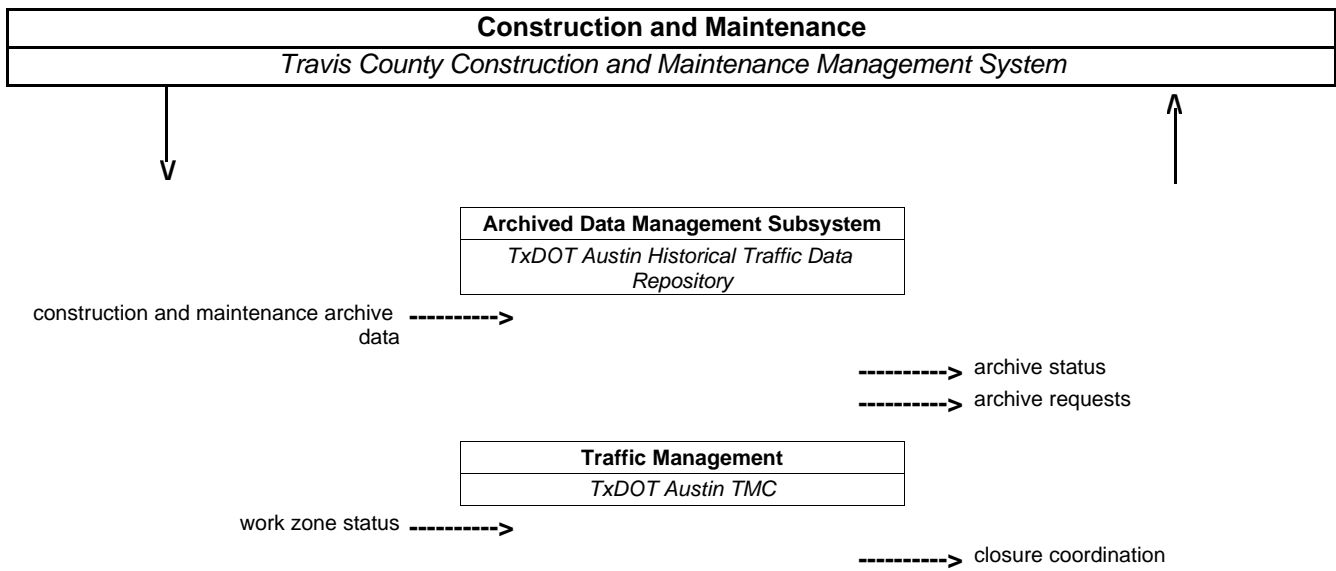 Construction and Maintenance
Travis County Construction and Maintenance Management System
Archived Data Management Subsystem
TxDOT Austin Historical Traffic Data
Repository
construction and maintenance archive
data
archive status
archive requests
Traffic Management
TxDOT Austin TMC
work zone status
closure coordination